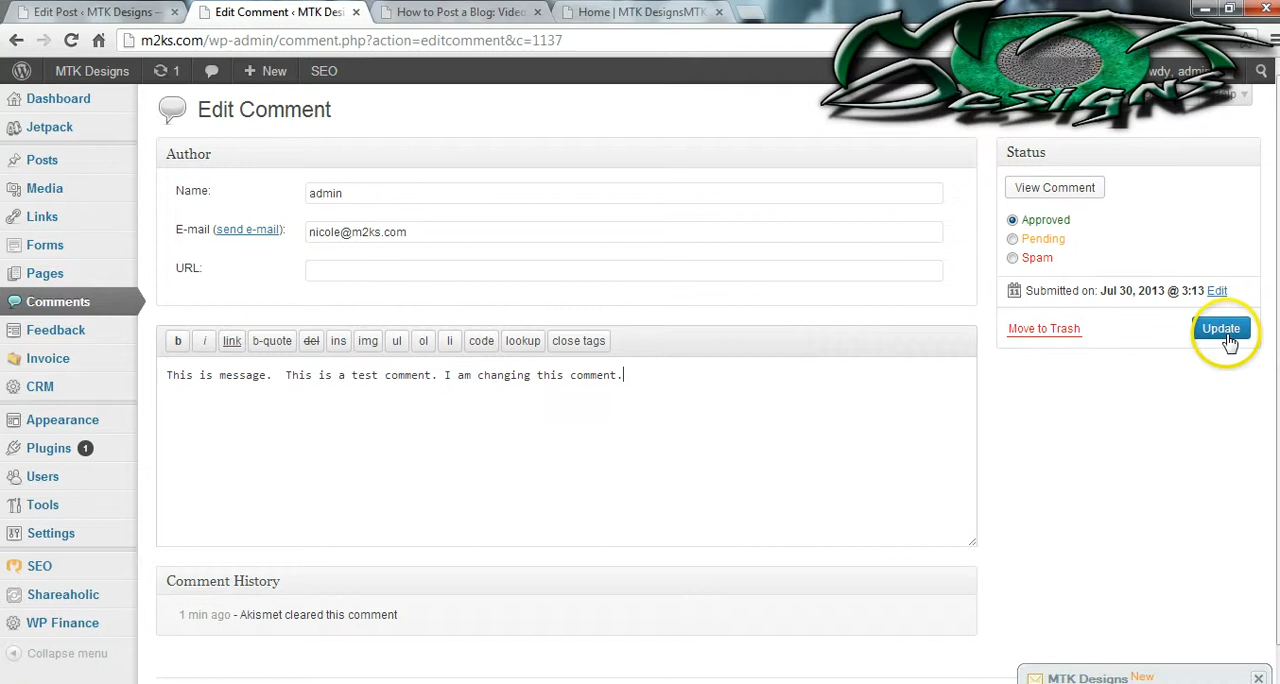 Edit Post ‹ MTK Designs —
Edit Comment ‹ MTK Desi
How to Post a Blog: Video
Home | MTK DesignsMTK
m2ks.com/wp-admin/comment.php?action=editcomment&c=1137
MTK Designs
1
+ New
SEO
wdy, admi
Designs
Dashboard
Jetpack
Posts
Media
Links
Forms
Pages
Comments
Feedback
Invoice
CRM
Appearance
Plugins 1
Users
Tools
Settings
SEO
Shareaholic
WP Finance
Collapse menu
Edit Comment
Author
Name:
admin
E-mail (send e-mail):
nicole@m2ks.com
URL:
b
i
link
b-quote
del
ins
img
ul
ol
li
code
lookup
close tags
This is message.  This is a test comment. I am changing this comment.
Comment History
1 min ago - Akismet cleared this comment
Status
View Comment
Approved
Pending
Spam
11 Submitted on: Jul 30, 2013 @ 3:13 Edit
Move to Trash
Update
MTK Designs New